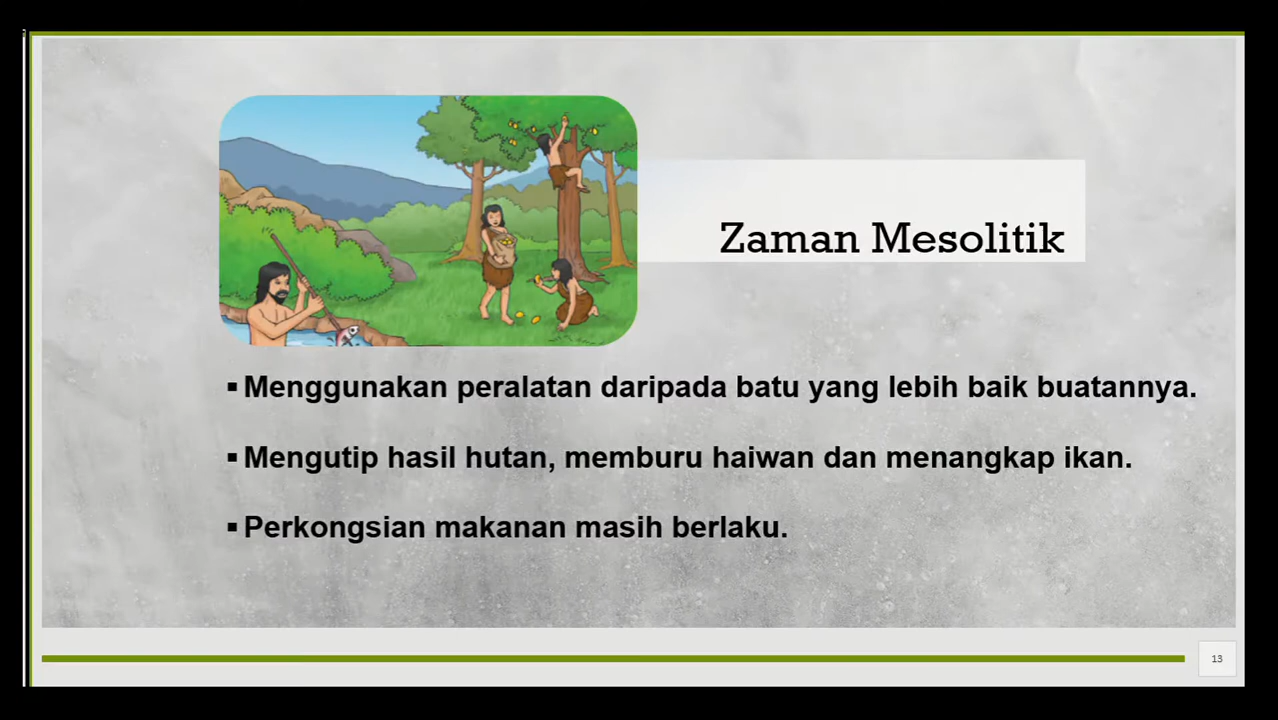 Zaman Mesolitik
▪ Menggunakan peralatan daripada batu yang lebih baik buatannya.
▪ Mengutip hasil hutan, memburu haiwan dan menangkap ikan.
▪ Perkongsian makanan masih berlaku.
13